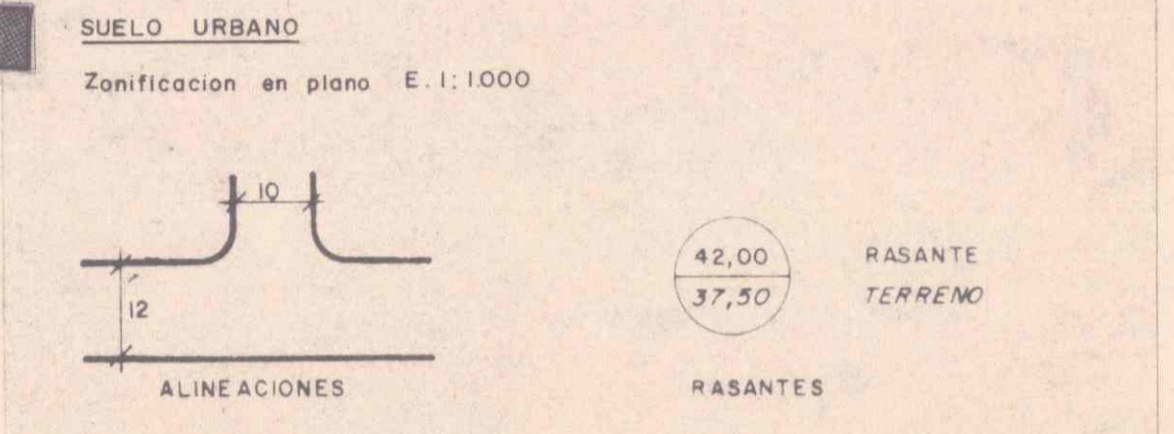 SUELO URBANO
Zonificacion en plano E. 1:1.000
10
12
ALINEACIONES
42,00 RASANTE
37,50 TERRENO
RASANTES